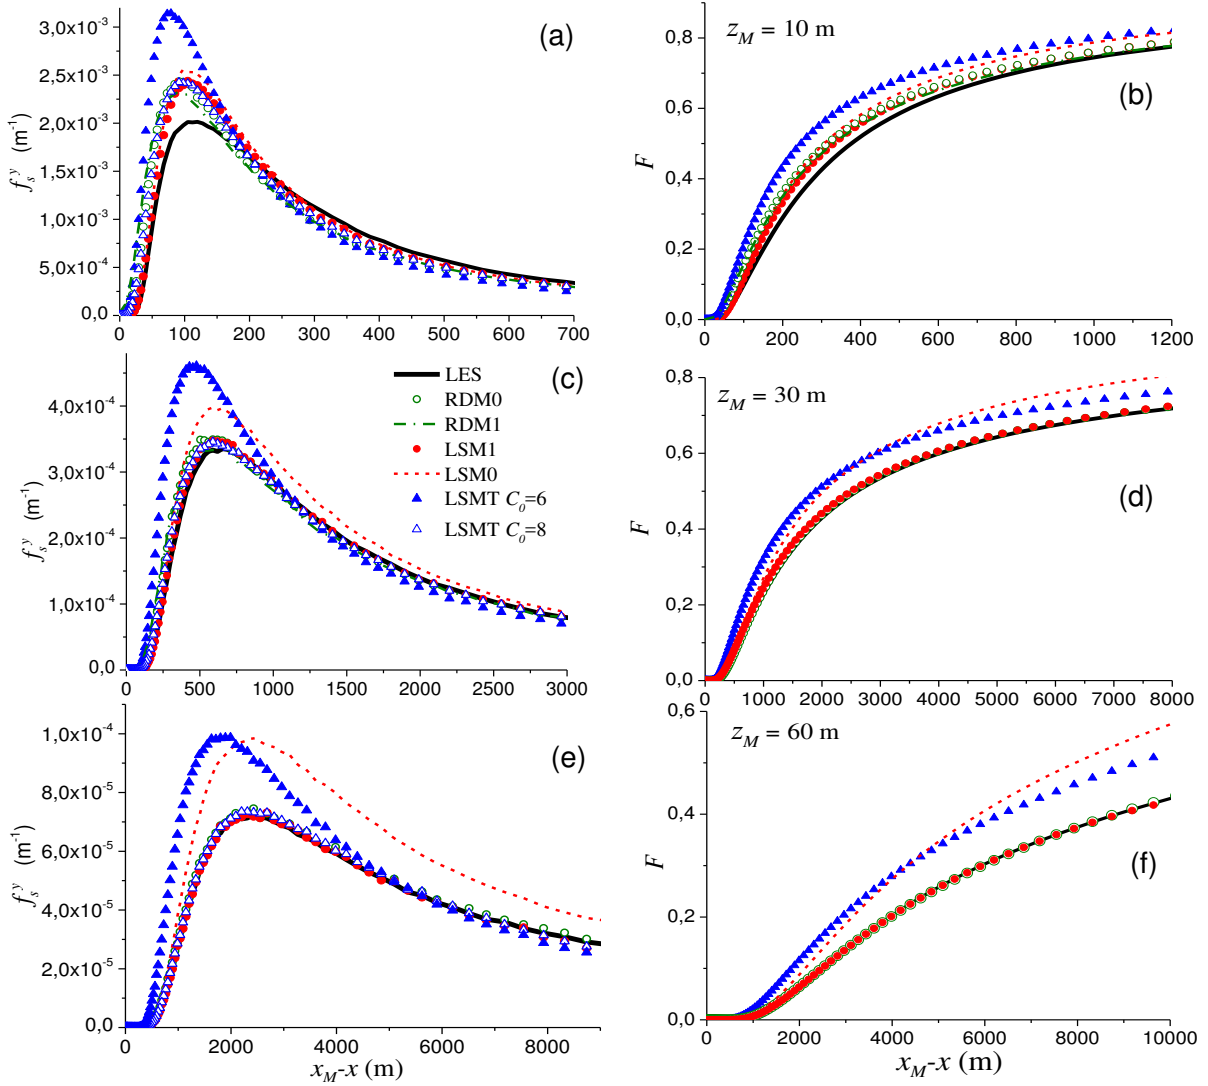 3,0x10⁻³
2,5x10⁻³
2,0x10⁻³
1,5x10⁻³
1,0x10⁻³
5,0x10⁻⁴
0,0
f_s^y (m⁻¹)
(a)
0 100 200 300 400 500 600 700
0,8
0,6
0,4
0,2
0,0
F
z_M = 10 m
(b)
0 200 400 600 800 1000 1200
4,0x10⁻⁴
3,0x10⁻⁴
2,0x10⁻⁴
1,0x10⁻⁴
0,0
f_s^y (m⁻¹)
(c)
LES
RDM0
RDM1
LSM1
LSM0
LSMT C₀=6
LSMT C₀=8
0 500 1000 1500 2000 2500 3000
0,8
0,6
0,4
0,2
0,0
F
z_M = 30 m
(d)
0 1000 2000 3000 4000 5000 6000 7000 8000
1,0x10⁻⁴
8,0x10⁻⁵
6,0x10⁻⁵
4,0x10⁻⁵
2,0x10⁻⁵
0,0
f_s^y (m⁻¹)
(e)
0 2000 4000 6000 8000
x_M-x (m)
0,6
0,4
0,2
0,0
F
z_M = 60 m
(f)
0 2000 4000 6000 8000 10000
x_M-x (m)